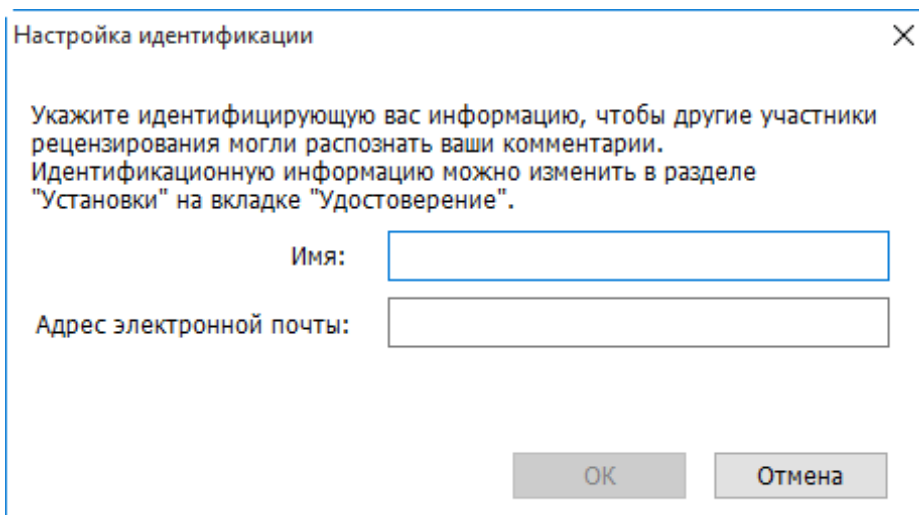 Настройка идентификации
Укажите идентифицирующую вас информацию, чтобы другие участники
рецензирования могли распознать ваши комментарии.
Идентификационную информацию можно изменить в разделе
"Установки" на вкладке "Удостоверение".
Имя:
Адрес электронной почты:
ОК Отмена